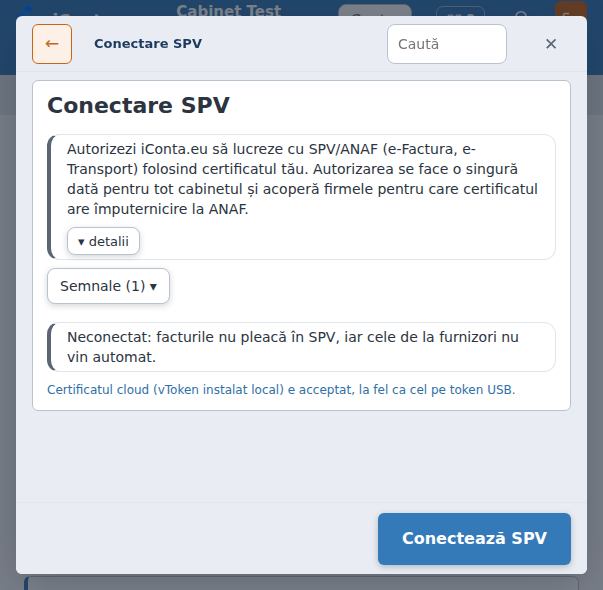 Cabinet Test
←
Conectare SPV
Caută
✕
Conectare SPV
Autorizezi iConta.eu să lucreze cu SPV/ANAF (e-Factura, e-
Transport) folosind certificatul tău. Autorizarea se face o singură
dată pentru tot cabinetul și acoperă firmele pentru care certificatul
are împuternicire la ANAF.
▾ detalii
Semnale (1) ▾
Neconectat: facturile nu pleacă în SPV, iar cele de la furnizori nu
vin automat.
Certificatul cloud (vToken instalat local) e acceptat, la fel ca cel pe token USB.
Conectează SPV